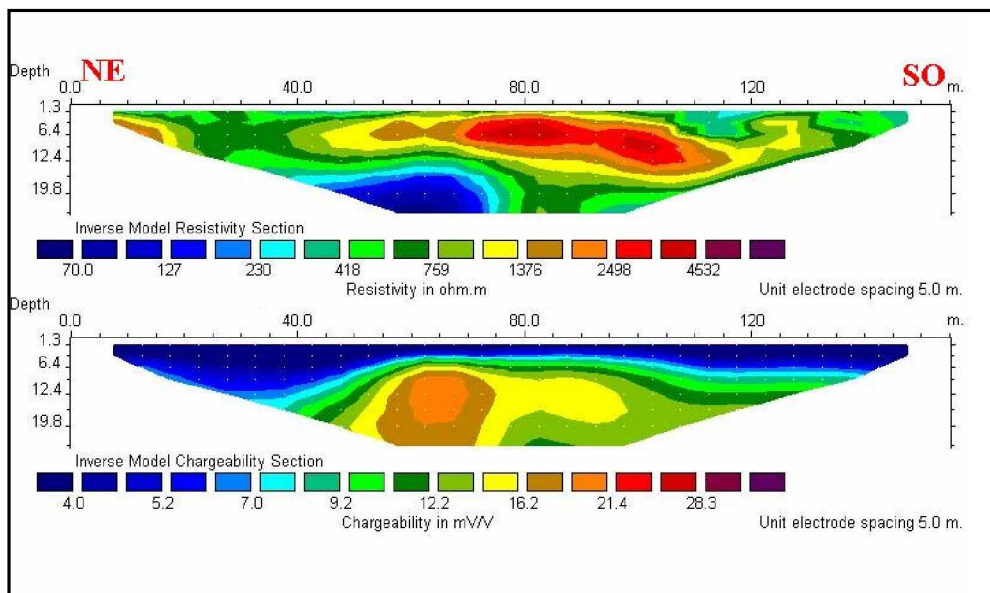 NE SO
Depth 0.0 40.0 80.0 120 m.
1.3
6.4
12.4
19.8
Inverse Model Resistivity Section
70.0 127 230 418 759 1376 2498 4532
Resistivity in ohm.m Unit electrode spacing 5.0 m.
Depth 0.0 40.0 80.0 120 m.
1.3
6.4
12.4
19.8
Inverse Model Chargeability Section
4.0 5.2 7.0 9.2 12.2 16.2 21.4 28.3
Chargeability in mV/V Unit electrode spacing 5.0 m.